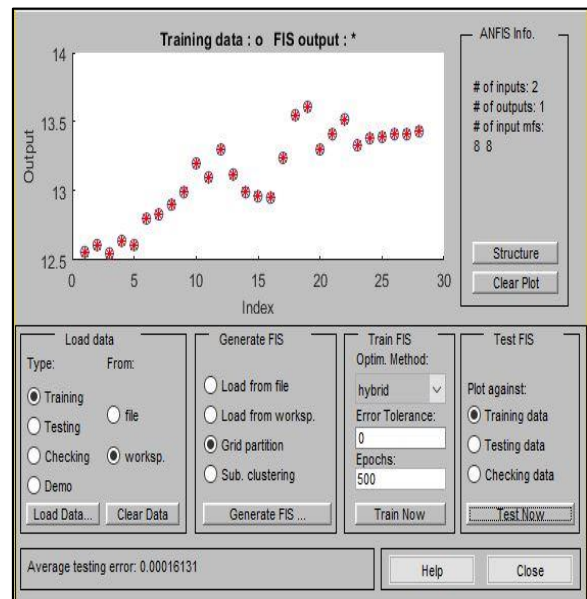 Training data : o FIS output : *
14
13.5
13
12.5
Output
0 5 10 15 20 25 30
Index
ANFIS Info.
# of inputs: 2
# of outputs: 1
# of input mfs:
8 8
Structure
Clear Plot
Load data
Type: From:
Training
Testing
Checking
Demo
file
worksp.
Load Data... Clear Data
Generate FIS
Load from file
Load from worksp.
Grid partition
Sub. clustering
Generate FIS ...
Train FIS
Optim. Method:
hybrid
Error Tolerance:
0
Epochs:
500
Train Now
Test FIS
Plot against:
Training data
Testing data
Checking data
Test Now
Average testing error: 0.00016131
Help Close